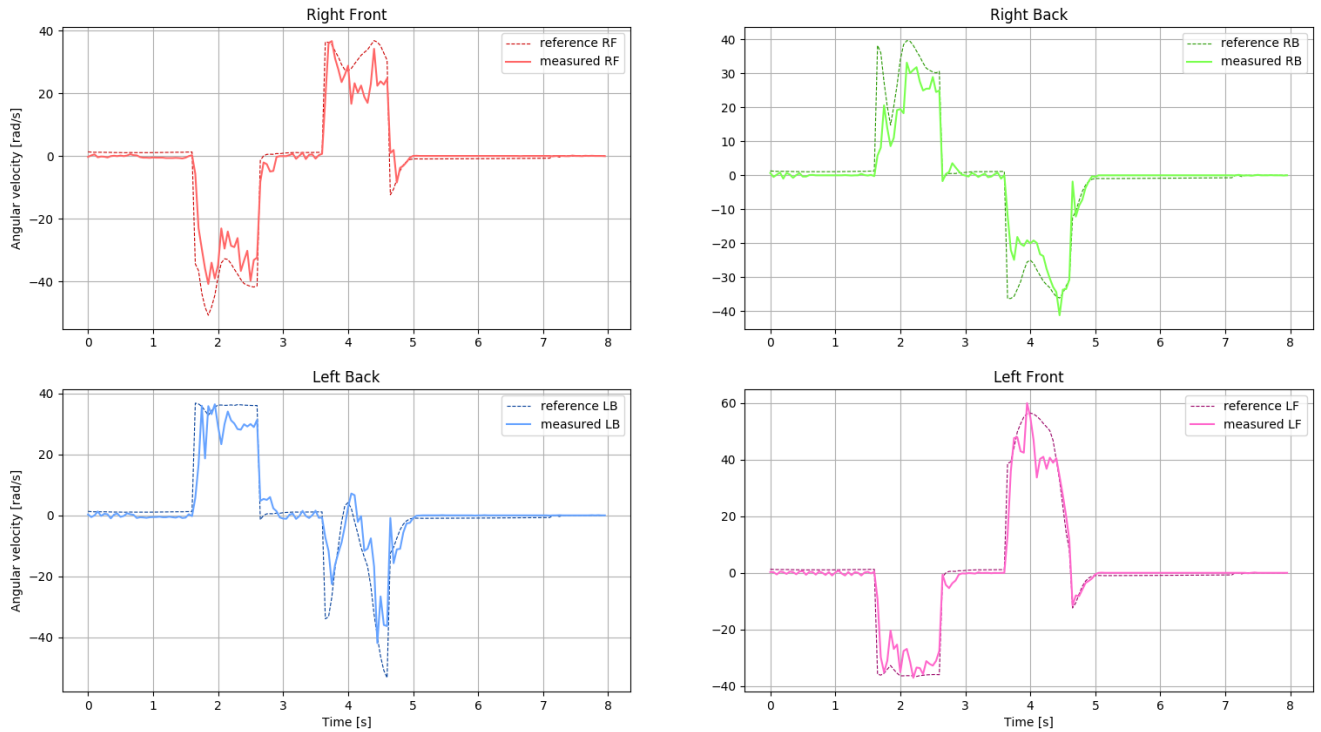 Right Front
Angular velocity [rad/s]
40
20
0
−20
−40
0 1 2 3 4 5 6 7 8
reference RF
measured RF
Right Back
40
30
20
10
0
−10
−20
−30
−40
0 1 2 3 4 5 6 7 8
reference RB
measured RB
Left Back
Angular velocity [rad/s]
40
20
0
−20
−40
0 1 2 3 4 5 6 7 8
Time [s]
reference LB
measured LB
Left Front
60
40
20
0
−20
−40
0 1 2 3 4 5 6 7 8
Time [s]
reference LF
measured LF